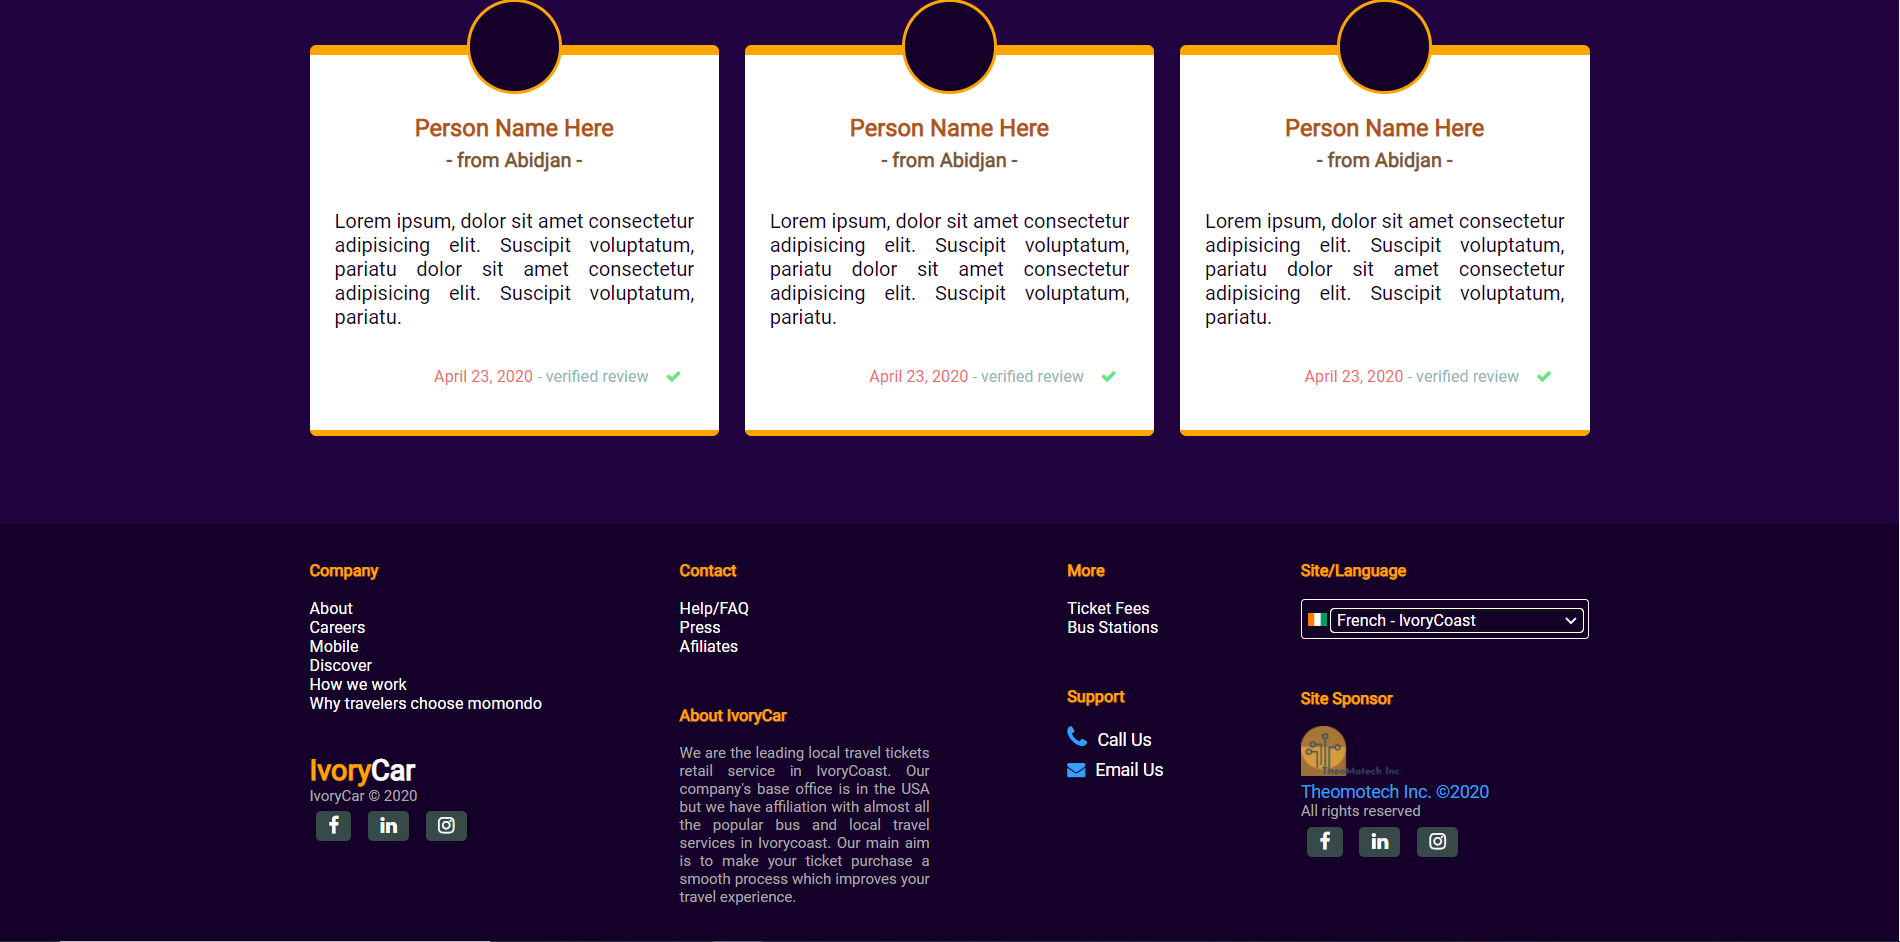 Person Name Here
- from Abidjan -
Lorem ipsum, dolor sit amet consectetur
adipisicing elit. Suscipit voluptatum,
pariatu dolor sit amet consectetur
adipisicing elit. Suscipit voluptatum,
pariatu.
April 23, 2020 - verified review
Person Name Here
- from Abidjan -
Lorem ipsum, dolor sit amet consectetur
adipisicing elit. Suscipit voluptatum,
pariatu dolor sit amet consectetur
adipisicing elit. Suscipit voluptatum,
pariatu.
April 23, 2020 - verified review
Person Name Here
- from Abidjan -
Lorem ipsum, dolor sit amet consectetur
adipisicing elit. Suscipit voluptatum,
pariatu dolor sit amet consectetur
adipisicing elit. Suscipit voluptatum,
pariatu.
April 23, 2020 - verified review
Company
About
Careers
Mobile
Discover
How we work
Why travelers choose momondo
IvoryCar
IvoryCar © 2020
Contact
Help/FAQ
Press
Afiliates
About IvoryCar
We are the leading local travel tickets
retail service in IvoryCoast. Our
company's base office is in the USA
but we have affiliation with almost all
the popular bus and local travel
services in Ivorycoast. Our main aim
is to make your ticket purchase a
smooth process which improves your
travel experience.
More
Ticket Fees
Bus Stations
Support
Call Us
Email Us
Site/Language
French - IvoryCoast
Site Sponsor
TheoMotech Inc.
Theomotech Inc. ©2020
All rights reserved